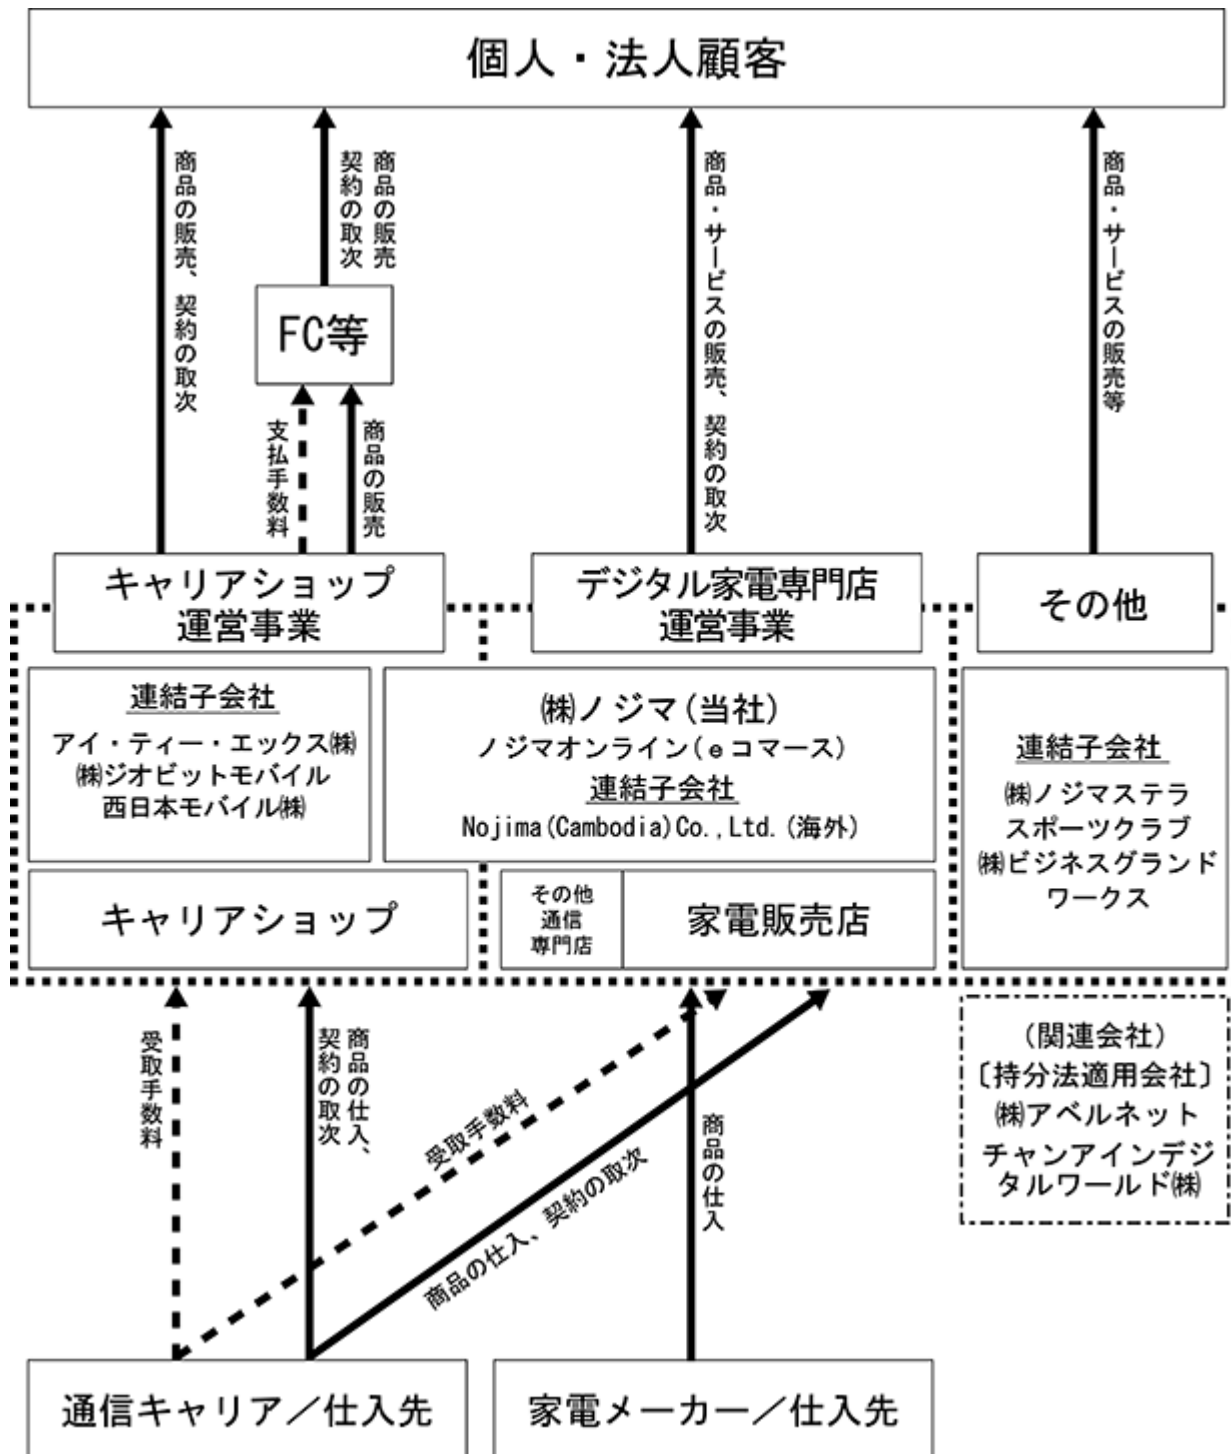 個人・法人顧客
商品の販売、契約の取次
商品の販売
契約の取次
商品・サービスの販売、契約の取次
商品・サービスの販売等
FC等
支払手数料
商品の販売
キャリアショップ
運営事業
デジタル家電専門店
運営事業
その他
連結子会社
アイ・ティー・エックス㈱
㈱ジオビットモバイル
西日本モバイル㈱
㈱ノジマ(当社)
ノジマオンライン(eコマース)
連結子会社
Nojima(Cambodia)Co.,Ltd.(海外)
連結子会社
㈱ノジマステラ
スポーツクラブ
㈱ビジネスグランド
ワークス
キャリアショップ
その他
通信
専門店
家電販売店
受取手数料
商品の仕入、
契約の取次
受取手数料
商品の仕入、契約の取次
商品の仕入
(関連会社)
〔持分法適用会社〕
㈱アベルネット
チャンアインデジ
タルワールド㈱
通信キャリア／仕入先
家電メーカー／仕入先